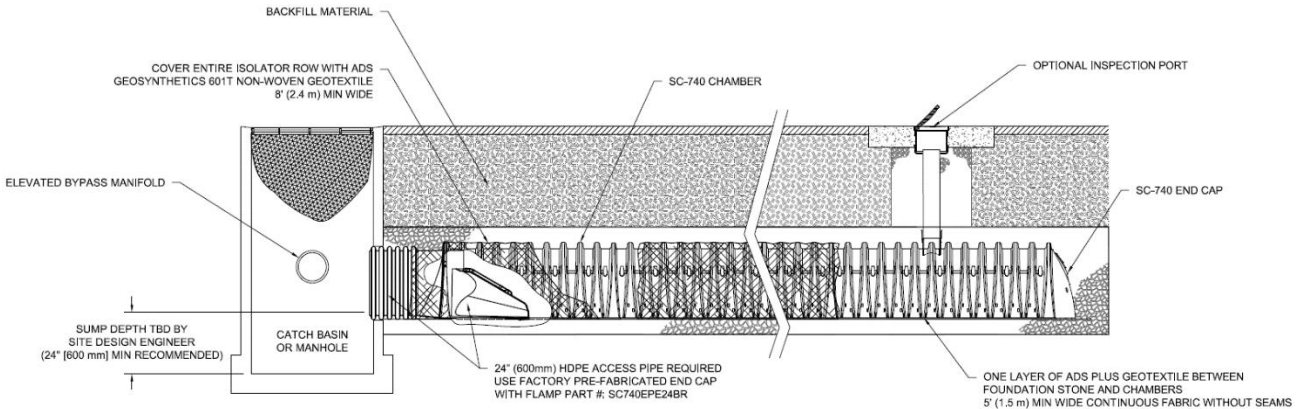 BACKFILL MATERIAL
COVER ENTIRE ISOLATOR ROW WITH ADS
GEOSYNTHETICS 601T NON-WOVEN GEOTEXTILE
8' (2.4 m) MIN WIDE
SC-740 CHAMBER
OPTIONAL INSPECTION PORT
ELEVATED BYPASS MANIFOLD
SC-740 END CAP
SUMP DEPTH TBD BY
SITE DESIGN ENGINEER
(24" [600 mm] MIN RECOMMENDED)
CATCH BASIN
OR MANHOLE
24" (600mm) HDPE ACCESS PIPE REQUIRED
USE FACTORY PRE-FABRICATED END CAP
WITH FLAMP PART #: SC740EPE24BR
ONE LAYER OF ADS PLUS GEOTEXTILE BETWEEN
FOUNDATION STONE AND CHAMBERS
5' (1.5 m) MIN WIDE CONTINUOUS FABRIC WITHOUT SEAMS